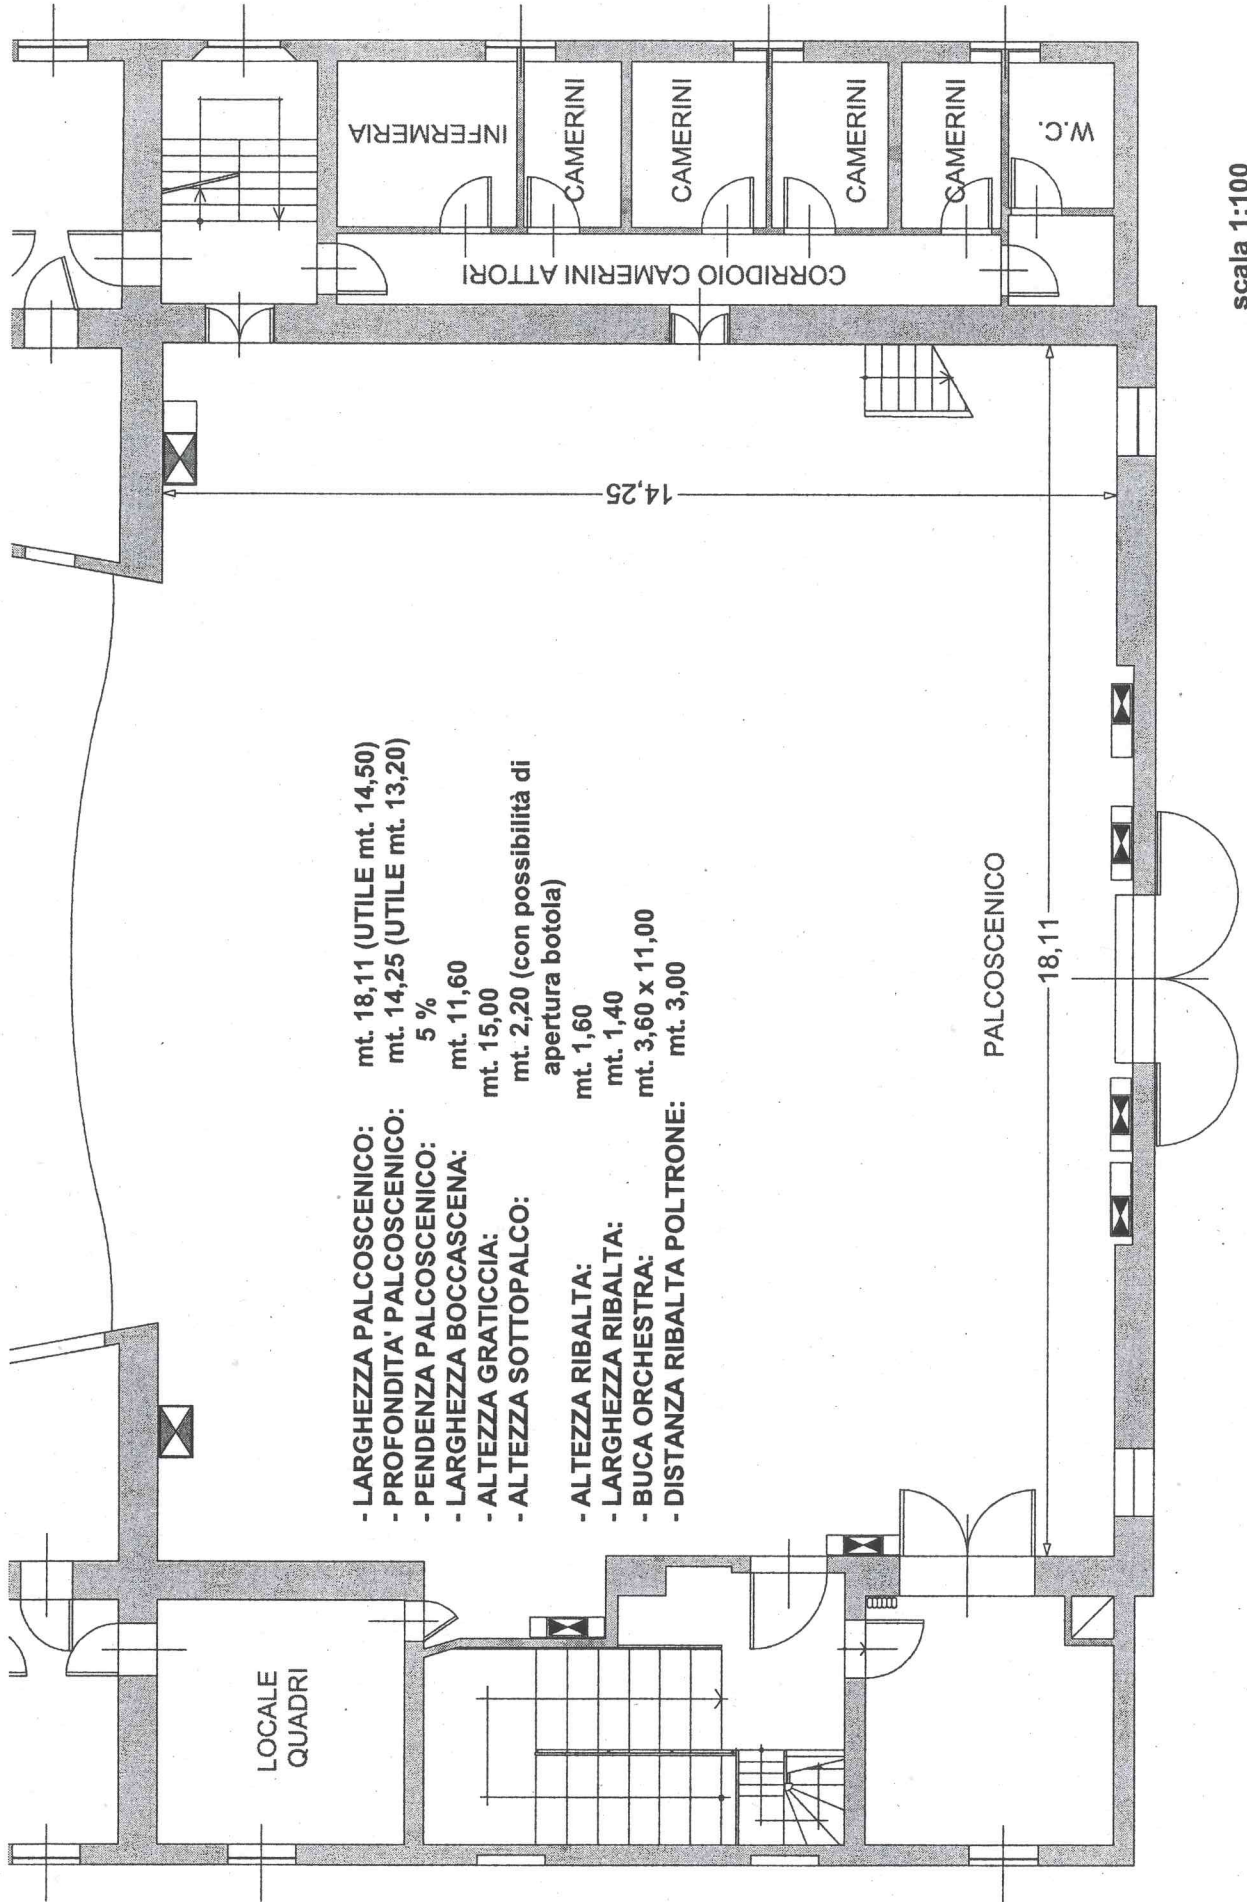 - LARGHEZZA PALCOSCENICO: mt. 18,11 (UTILE mt. 14,50)
- PROFONDITA' PALCOSCENICO: mt. 14,25 (UTILE mt. 13,20)
- PENDENZA PALCOSCENICO: 5 %
- LARGHEZZA BOCCASCENA: mt. 11,60
- ALTEZZA GRATICCIA: mt. 15,00
- ALTEZZA SOTTOPALCO: mt. 2,20 (con possibilità di
apertura botola)
- ALTEZZA RIBALTA: mt. 1,60
- LARGHEZZA RIBALTA: mt. 1,40
- BUCA ORCHESTRA: mt. 3,60 x 11,00
- DISTANZA RIBALTA POLTRONE: mt. 3,00
LOCALE
QUADRI
PALCOSCENICO
18,11
14,25
INFERMERIA
CAMERINI
CAMERINI
CAMERINI
CAMERINI
W.C.
CORRIDOIO CAMERINI ATTORI
scala 1:100